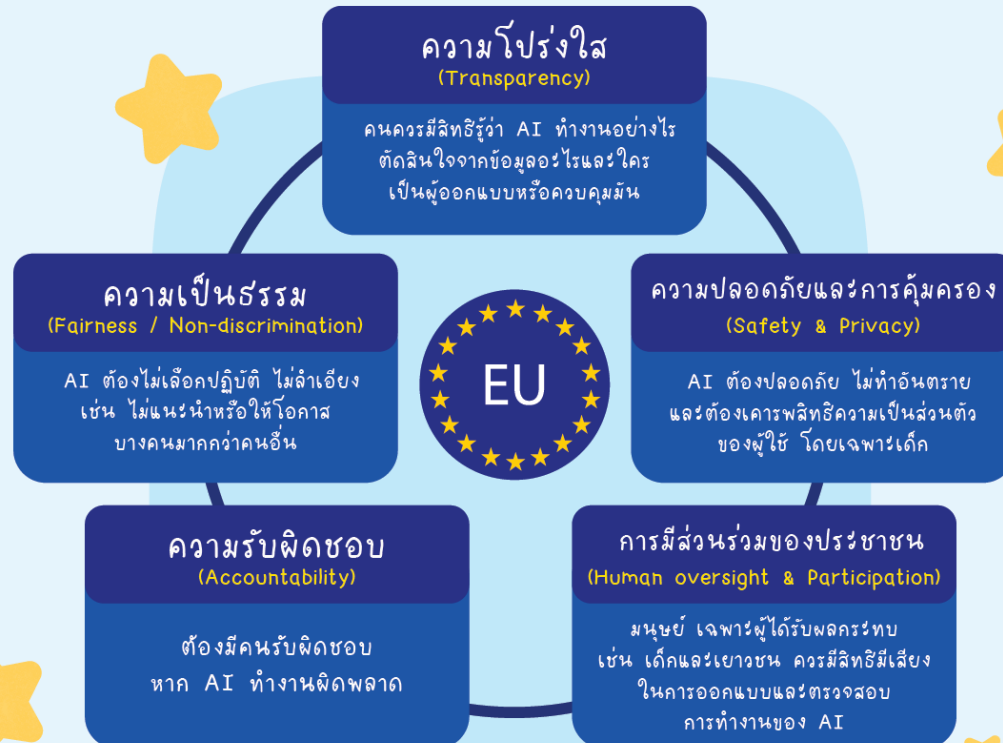 ความโปร่งใส
(Transparency)
คนควรมีสิทธิรู้ว่า AI ทำงานอย่างไร
ตัดสินใจจากข้อมูลอะไรและใคร
เป็นผู้ออกแบบหรือควบคุมมัน
ความเป็นธรรม
(Fairness / Non-discrimination)
AI ต้องไม่เลือกปฏิบัติ ไม่ลำเอียง
เช่น ไม่แนะนำหรือให้โอกาส
บางคนมากกว่าคนอื่น
EU
ความปลอดภัยและการคุ้มครอง
(Safety & Privacy)
AI ต้องปลอดภัย ไม่ทำอันตราย
และต้องเคารพสิทธิความเป็นส่วนตัว
ของผู้ใช้ โดยเฉพาะเด็ก
ความรับผิดชอบ
(Accountability)
ต้องมีคนรับผิดชอบ
หาก AI ทำงานผิดพลาด
การมีส่วนร่วมของประชาชน
(Human oversight & Participation)
มนุษย์ เฉพาะผู้ได้รับผลกระทบ
เช่น เด็กและเยาวชน ควรมีสิทธิมีเสียง
ในการออกแบบและตรวจสอบ
การทำงานของ AI